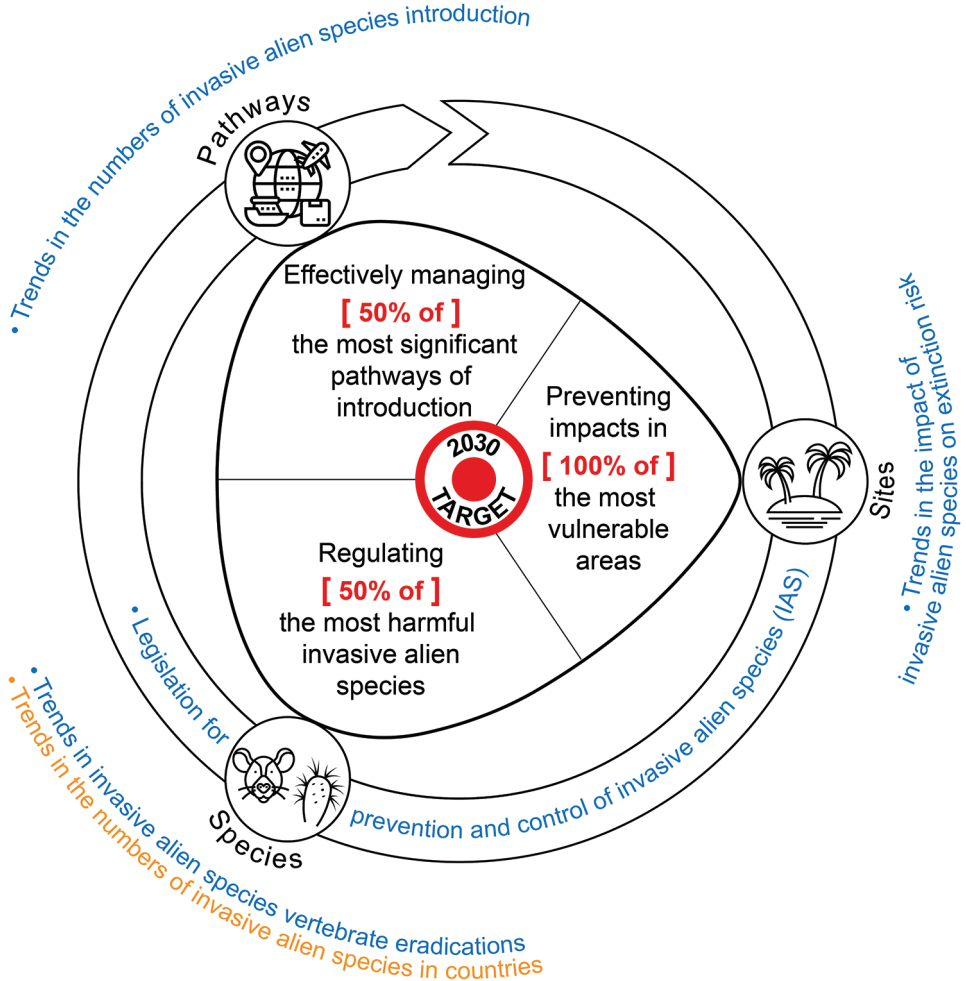 • Trends in the numbers of invasive alien species introduction
Pathways
Effectively managing
[ 50% of ]
the most significant
pathways of
introduction
Preventing
impacts in
[ 100% of ]
the most
vulnerable
areas
2030
TARGET
Regulating
[ 50% of ]
the most harmful
invasive alien
species
Sites
• Trends in the impact of
invasive alien species on extinction risk
• Legislation for
prevention and control of invasive alien species (IAS)
Species
• Trends in invasive alien species vertebrate eradications
• Trends in the numbers of invasive alien species in countries